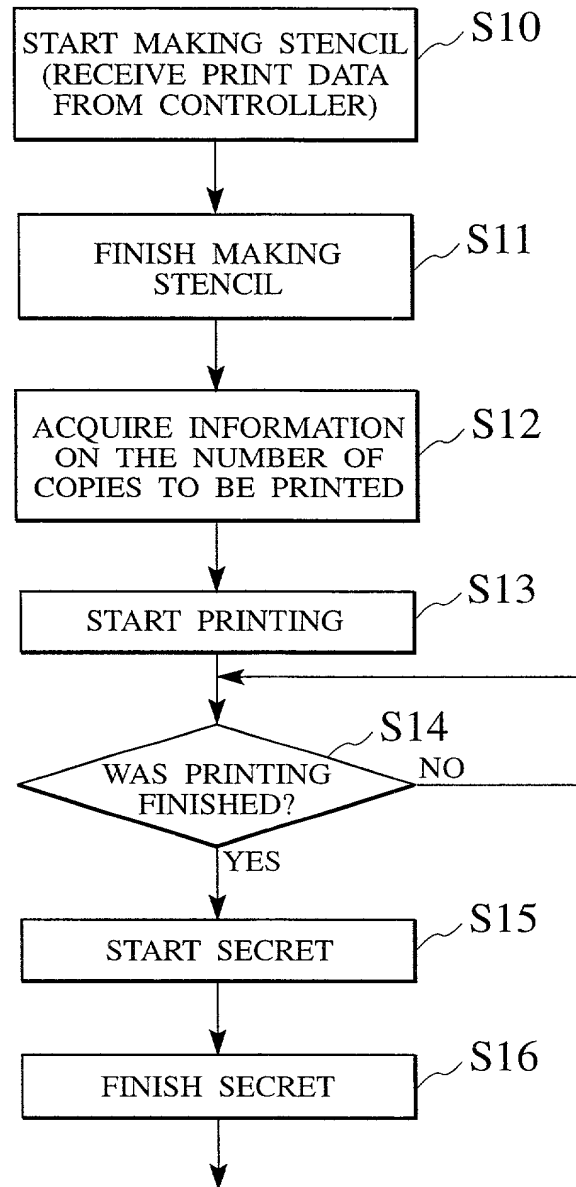 START MAKING STENCIL
(RECEIVE PRINT DATA
FROM CONTROLLER)
S10
FINISH MAKING
STENCIL
S11
ACQUIRE INFORMATION
ON THE NUMBER OF
COPIES TO BE PRINTED
S12
START PRINTING
S13
WAS PRINTING
FINISHED?
S14
NO
YES
START SECRET
S15
FINISH SECRET
S16